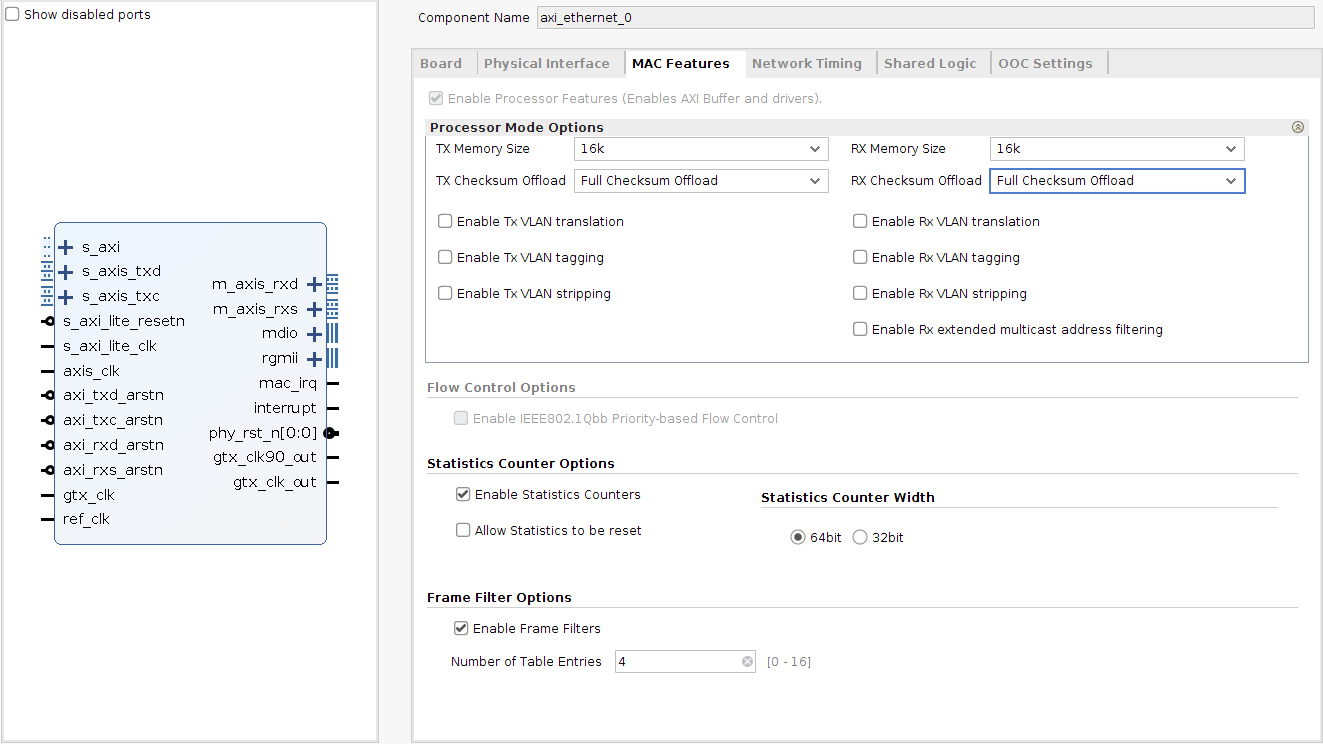 Show disabled ports
s_axi
s_axis_txd
s_axis_txc
s_axi_lite_resetn
s_axi_lite_clk
axis_clk
axi_txd_arstn
axi_txc_arstn
axi_rxd_arstn
axi_rxs_arstn
gtx_clk
ref_clk
m_axis_rxd
m_axis_rxs
mdio
rgmii
mac_irq
interrupt
phy_rst_n[0:0]
gtx_clk90_out
gtx_clk_out
Component Name axi_ethernet_0
Board Physical Interface MAC Features Network Timing Shared Logic OOC Settings
Enable Processor Features (Enables AXI Buffer and drivers).
Processor Mode Options
TX Memory Size 16k RX Memory Size 16k
TX Checksum Offload Full Checksum Offload RX Checksum Offload Full Checksum Offload
Enable Tx VLAN translation Enable Rx VLAN translation
Enable Tx VLAN tagging Enable Rx VLAN tagging
Enable Tx VLAN stripping Enable Rx VLAN stripping
Enable Rx extended multicast address filtering
Flow Control Options
Enable IEEE802.1Qbb Priority-based Flow Control
Statistics Counter Options
Enable Statistics Counters Statistics Counter Width
Allow Statistics to be reset 64bit 32bit
Frame Filter Options
Enable Frame Filters
Number of Table Entries 4 [0 - 16]